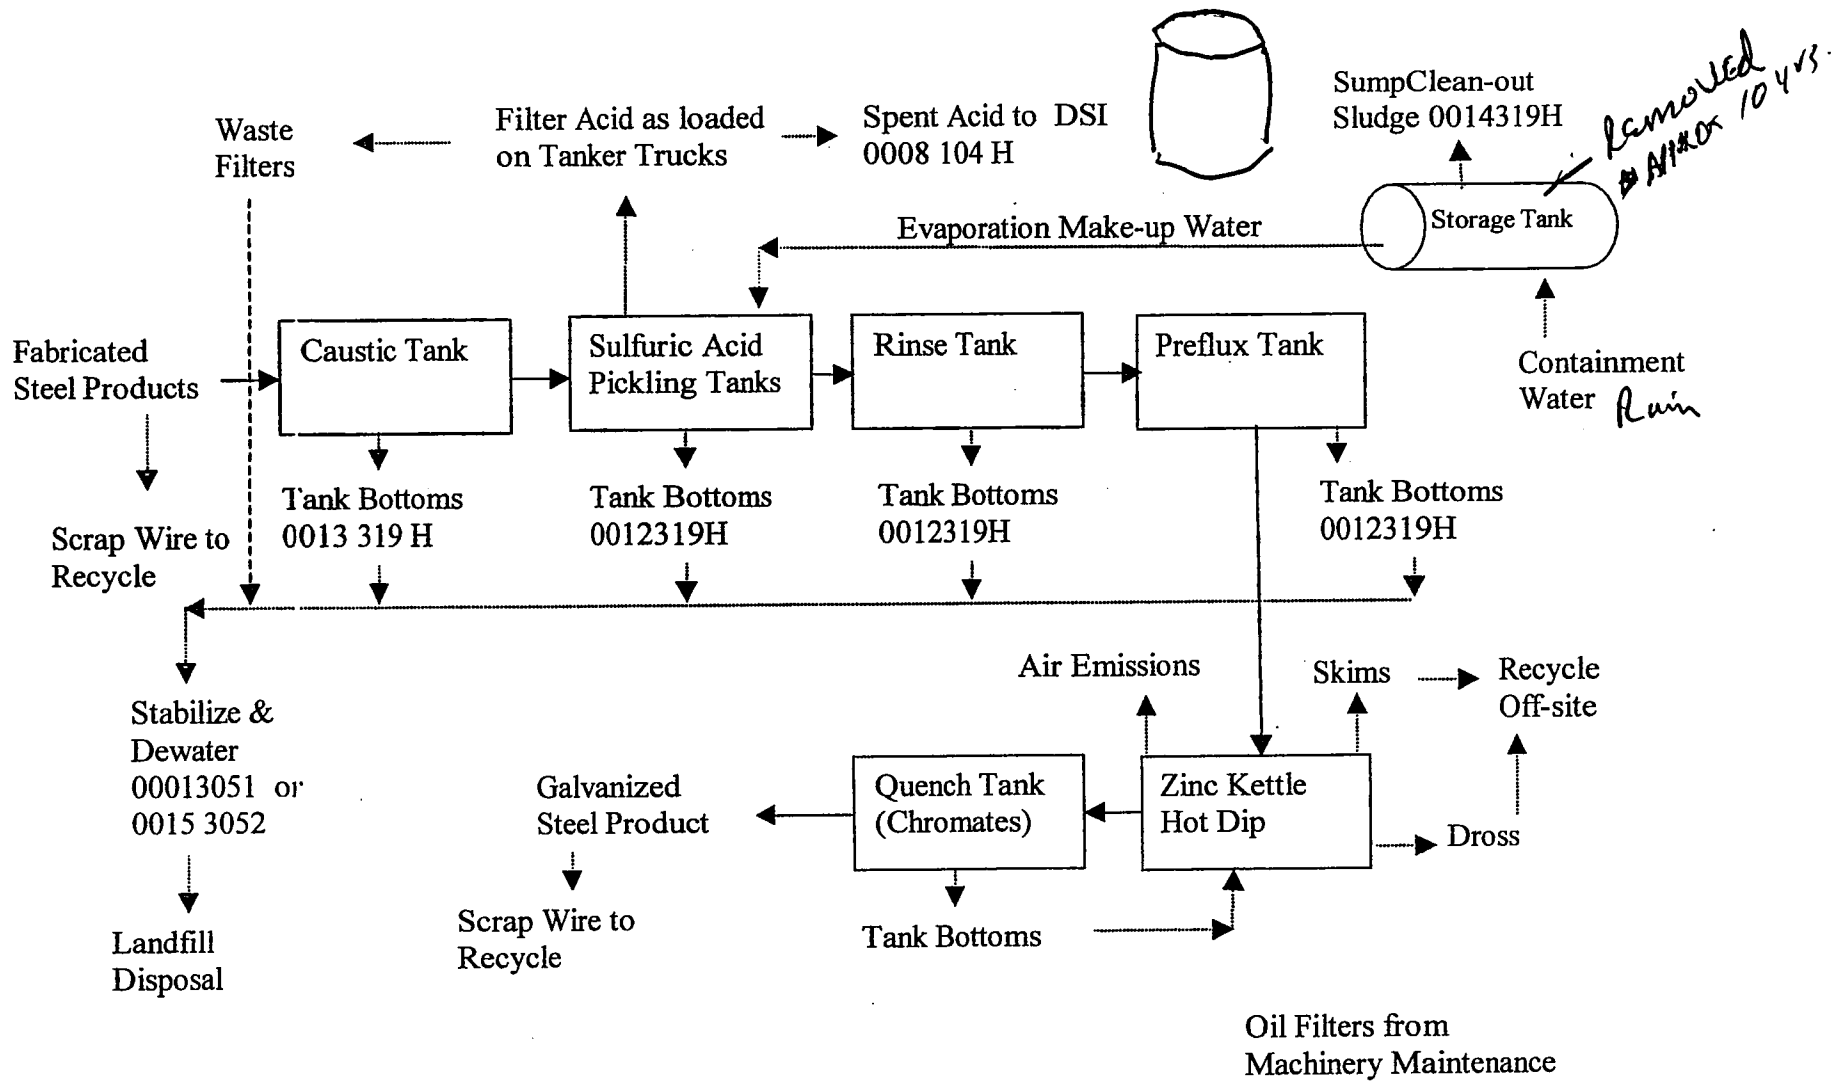 Waste
Filters
Filter Acid as loaded
on Tanker Trucks
Spent Acid to DSI
0008 104 H
SumpClean-out
Sludge 0014319H
Removed
Approx 10 yrs.
Evaporation Make-up Water
Storage Tank
Containment
Water Rain
Fabricated
Steel Products
Caustic Tank
Sulfuric Acid
Pickling Tanks
Rinse Tank
Preflux Tank
Scrap Wire to
Recycle
Tank Bottoms
0013 319 H
Tank Bottoms
0012319H
Tank Bottoms
0012319H
Tank Bottoms
0012319H
Stabilize &
Dewater
00013051 or
0015 3052
Landfill
Disposal
Air Emissions
Skims
Recycle
Off-site
Galvanized
Steel Product
Quench Tank
(Chromates)
Zinc Kettle
Hot Dip
Dross
Scrap Wire to
Recycle
Tank Bottoms
Oil Filters from
Machinery Maintenance